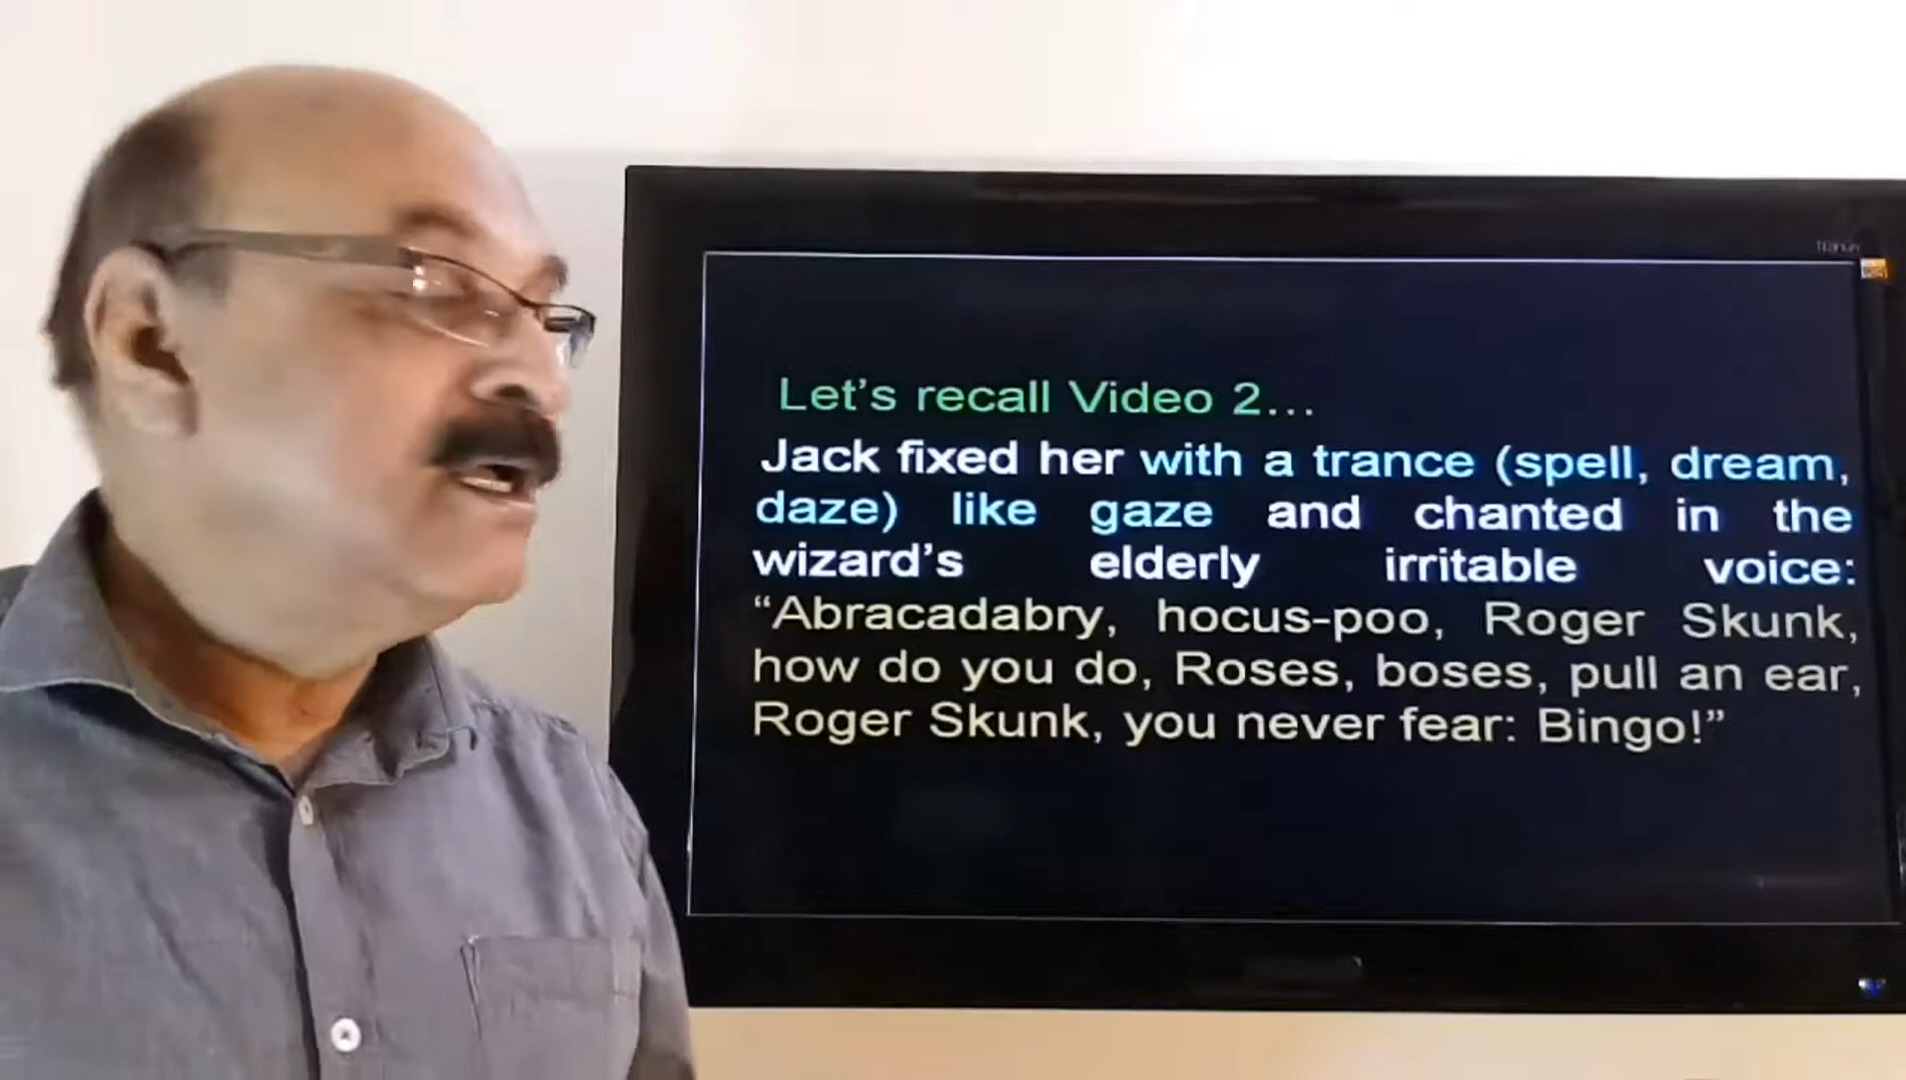 Let's recall Video 2...
Jack fixed her with a trance (spell, dream,
daze) like gaze and chanted in the
wizard's elderly irritable voice:
“Abracadabry, hocus-poo, Roger Skunk,
how do you do, Roses, boses, pull an ear,
Roger Skunk, you never fear: Bingo!”